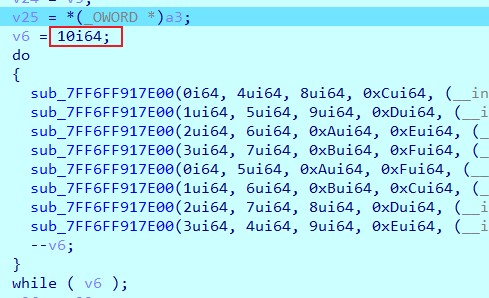 v25 = *(_OWORD *)a3;
v6 = 10i64;
do
{
sub_7FF6FF917E00(0i64, 4ui64, 8ui64, 0xCui64, (__in
sub_7FF6FF917E00(1ui64, 5ui64, 9ui64, 0xDui64, (__i
sub_7FF6FF917E00(2ui64, 6ui64, 0xAui64, 0xEui64, (_
sub_7FF6FF917E00(3ui64, 7ui64, 0xBui64, 0xFui64, (_
sub_7FF6FF917E00(0i64, 5ui64, 0xAui64, 0xFui64, (__
sub_7FF6FF917E00(1ui64, 6ui64, 0xBui64, 0xCui64, (_
sub_7FF6FF917E00(2ui64, 7ui64, 8ui64, 0xDui64, (__i
sub_7FF6FF917E00(3ui64, 4ui64, 9ui64, 0xEui64, (__i
--v6;
}
while ( v6 );